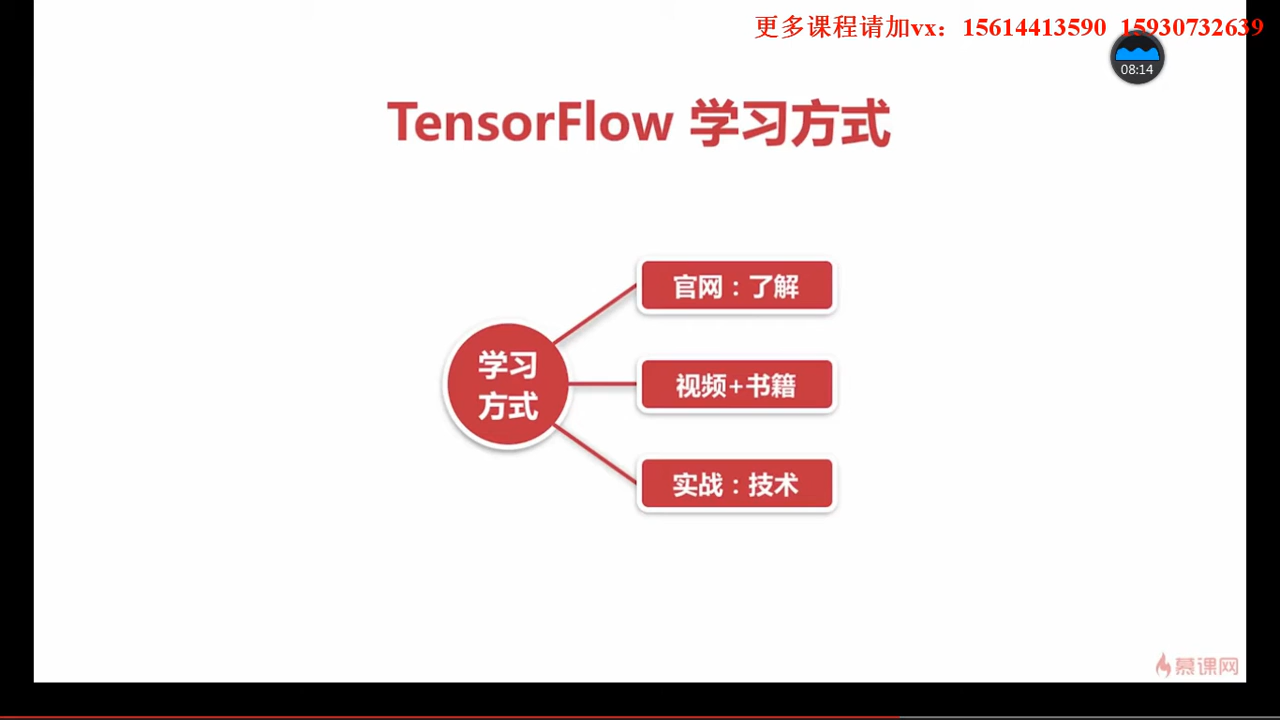 更多课程请加vx：15614413590 15930732639
08:14
TensorFlow 学习方式
官网：了解
学习
方式
视频+书籍
实战：技术
慕课网